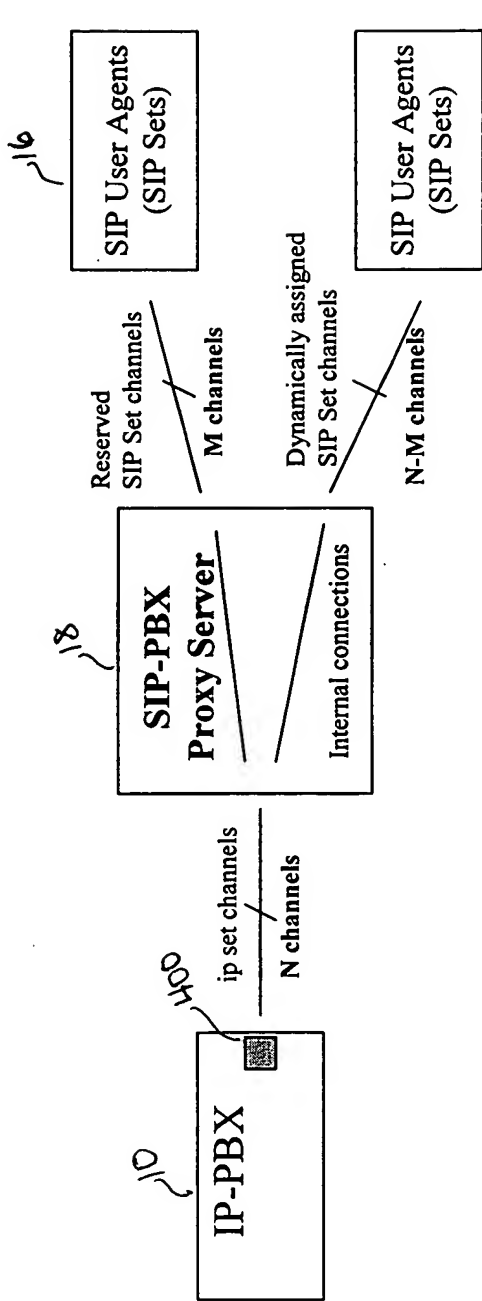 10
IP-PBX
400
ip set channels
N channels
18
SIP-PBX
Proxy Server
Internal connections
Reserved
SIP Set channels
M channels
Dynamically assigned
SIP Set channels
N-M channels
16
SIP User Agents
(SIP Sets)
SIP User Agents
(SIP Sets)